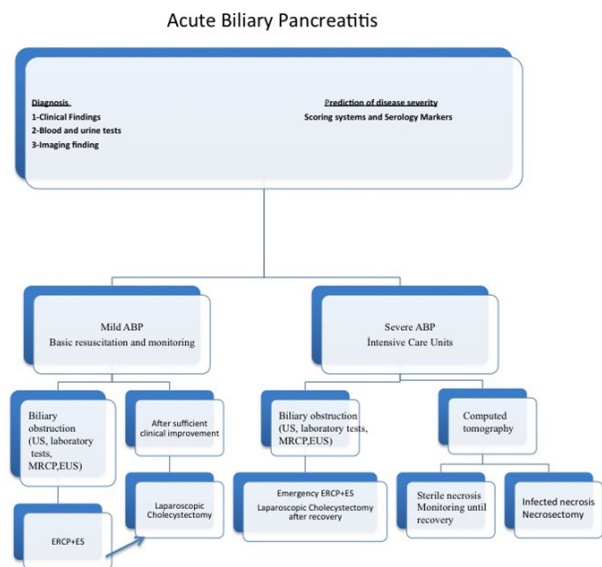 Acute Biliary Pancreatitis
Diagnosis
1-Clinical Findings
2-Blood and urine tests
3-Imaging finding
Prediction of disease severity
Scoring systems and Serology Markers
Mild ABP
Basic resuscitation and monitoring
Severe ABP
İntensive Care Units
Biliary
obstruction
(US, laboratory
tests,
MRCP,EUS)
After sufficient
clinical improvement
Biliary obstruction
(US, laboratory tests,
MRCP,EUS)
Computed
tomography
ERCP+ES
Laparoscopic
Cholecystectomy
Emergency ERCP+ES
Laparoscopic Cholecystectomy
after recovery
Sterile necrosis
Monitoring until
recovery
Infected necrosis
Necrosectomy